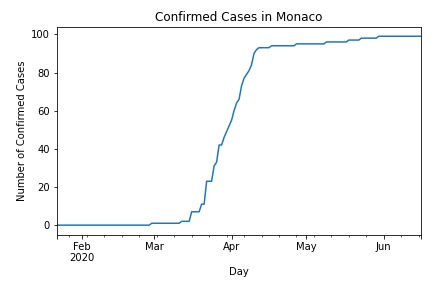 Confirmed Cases in Monaco
Number of Confirmed Cases
100
80
60
40
20
0
Feb Mar Apr May Jun
2020
Day